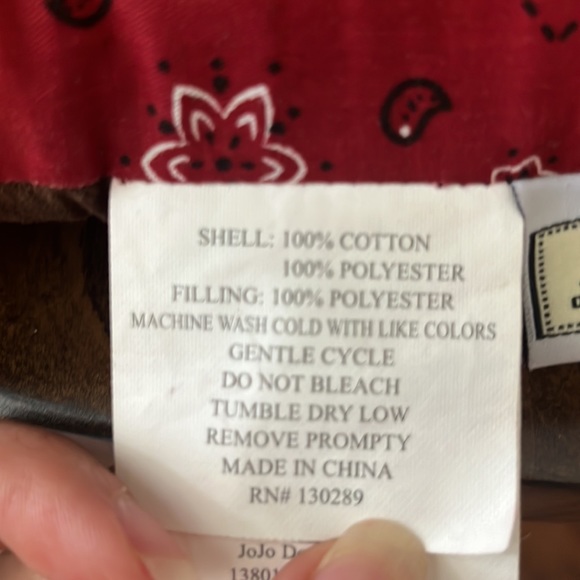 SHELL: 100% COTTON
100% POLYESTER
FILLING: 100% POLYESTER
MACHINE WASH COLD WITH LIKE COLORS
GENTLE CYCLE
DO NOT BLEACH
TUMBLE DRY LOW
REMOVE PROMPTY
MADE IN CHINA
RN# 130289
JoJo